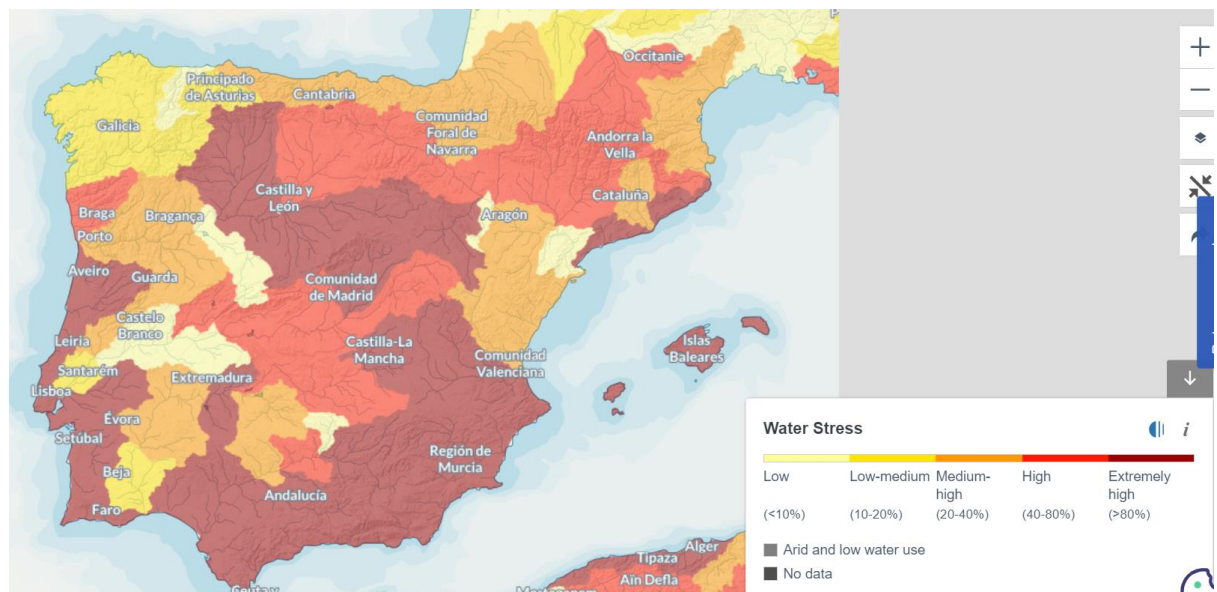 Occitanie
Principado
de Asturias
Cantabria
Galicia
Comunidad
Foral de
Navarra
Andorra la
Vella
Castilla y
León
Cataluña
Braga
Bragança
Aragón
Porto
Aveiro
Guarda
Comunidad
de Madrid
Castelo
Branco
Leiria
Castilla-La
Mancha
Islas
Baleares
Comunidad
Valenciana
Santarém
Extremadura
Lisboa
Évora
Setúbal
Región de
Murcia
Beja
Andalucía
Faro
Alger
Tipaza
Aïn Defla
Ceuta y
Water Stress
Low
Low-medium
Medium-
high
High
Extremely
high
(<10%)
(10-20%)
(20-40%)
(40-80%)
(>80%)
Arid and low water use
No data